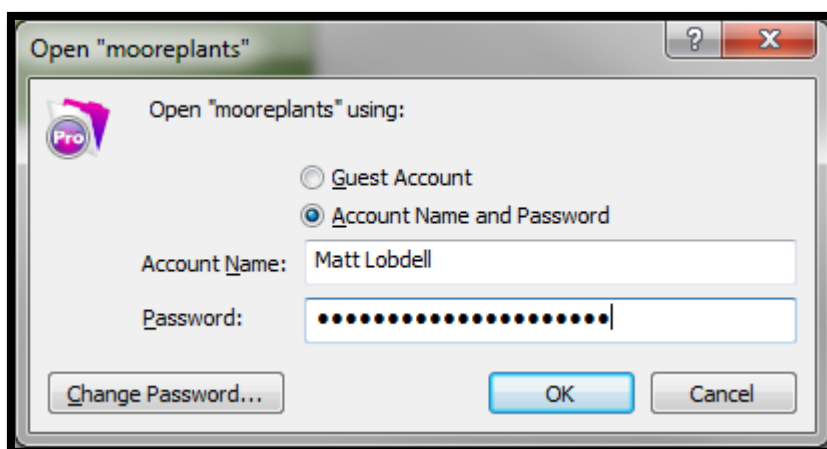 Open "mooreplants"
?
X
Pro
Open "mooreplants" using:
Guest Account
Account Name and Password
Account Name: Matt Lobdell
Password: •••••••••••••••••••••
Change Password... OK Cancel